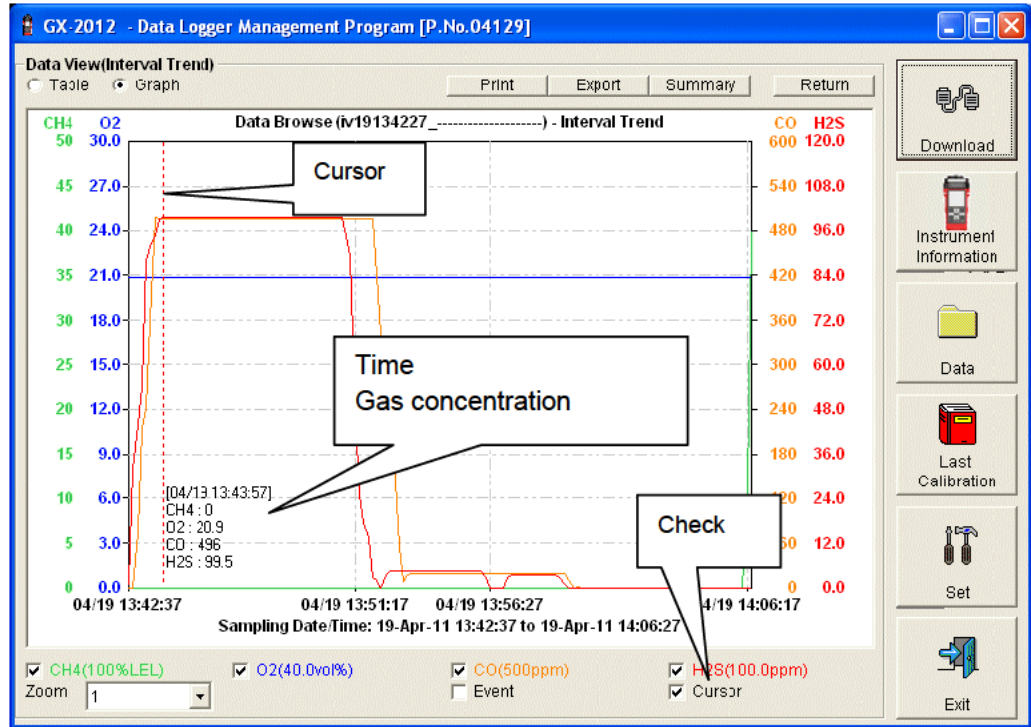 GX-2012 - Data Logger Management Program [P.No.04129]
Data View(Interval Trend)
Table Graph Print Export Summary Return
Data Browse (iv19134227_--------------------) - Interval Trend
CH4 O2 CO H2S
50 30.0 600 120.0
45 27.0 540 108.0
40 24.0 480 96.0
35 21.0 420 84.0
30 18.0 360 72.0
25 15.0 300 60.0
20 12.0 240 48.0
15 9.0 180 36.0
10 6.0 24.0
5 3.0 12.0
0 0.0 0 0.0
Cursor
Time
Gas concentration
Check
13:43:57]
CH4 : 0
O2 : 20.9
CO : 496
H2S : 99.5
04/19 13:42:37 04/19 13:51:17 04/19 13:56:27 14:06:17
Sampling Date/Time: 19-Apr-11 13:42:37 to 19-Apr-11 14:06:27
CH4(100%LEL) O2(40.0vol%) CO(500ppm) H2S(100.0ppm)
Zoom 1 Event Cursor
Download
Instrument
Information
Data
Last
Calibration
Set
Exit